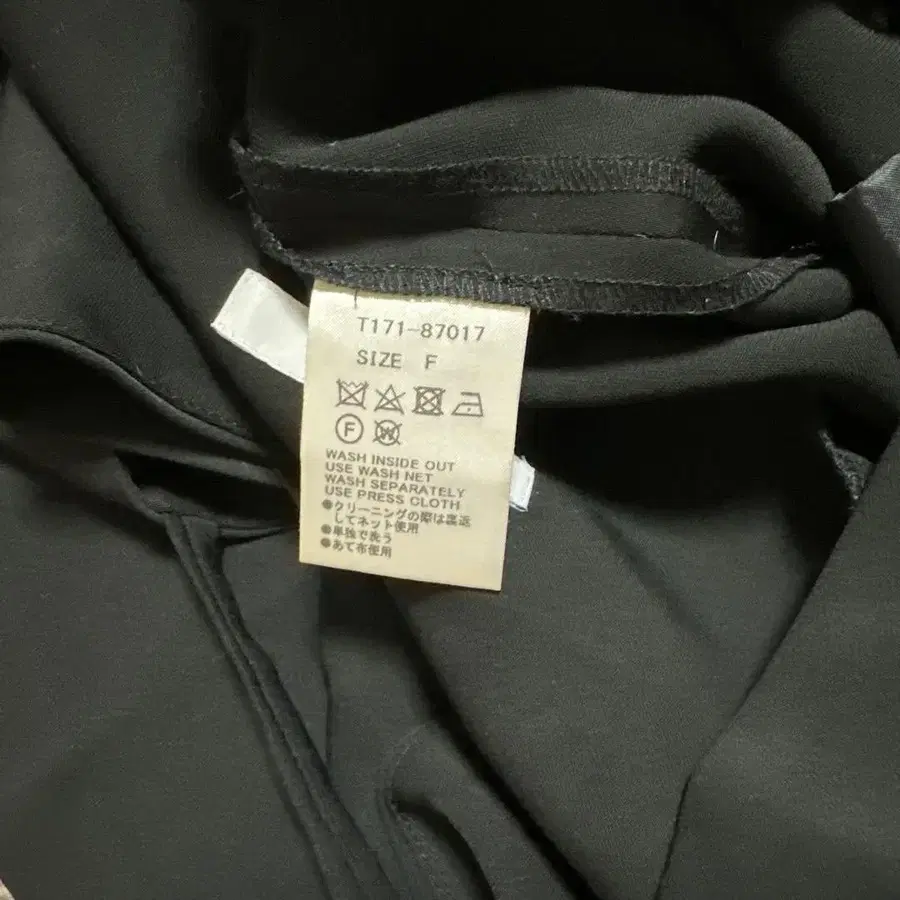 T171-87017
SIZE F
F
W
WASH INSIDE OUT
USE WASH NET
WASH SEPARATELY
USE PRESS CLOTH
●クリーニングの際は裏返
してネット使用
●単独で洗う
●あて布使用